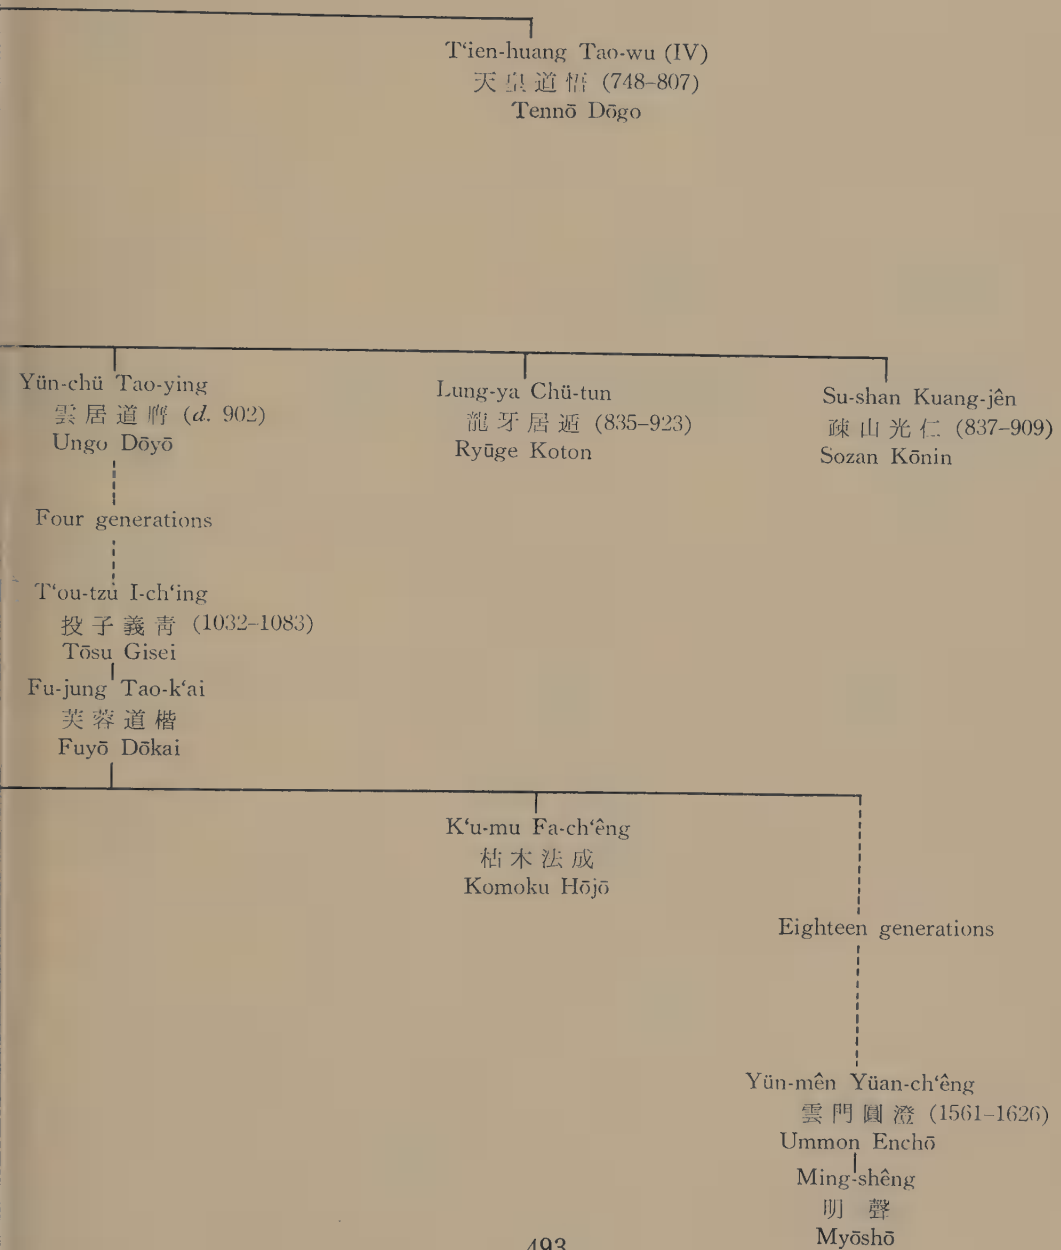 T‘ien-huang Tao-wu (IV)
天皇道悟 (748–807)
Tennō Dōgo
Yün-chü Tao-ying
雲居道膺 (d. 902)
Ungo Dōyō
Four generations
T‘ou-tzŭ I-ch‘ing
投子義青 (1032–1083)
Tōsu Gisei
Fu-jung Tao-k‘ai
芙蓉道楷
Fuyō Dōkai
Lung-ya Chü-tun
龍牙居遁 (835–923)
Ryūge Koton
Su-shan Kuang-jên
疎山光仁 (837–909)
Sozan Kōnin
K‘u-mu Fa-ch‘êng
枯木法成
Komoku Hōjō
Eighteen generations
Yün-mên Yüan-ch‘êng
雲門圓澄 (1561–1626)
Ummon Enchō
Ming-shêng
明聲
Myōshō
493